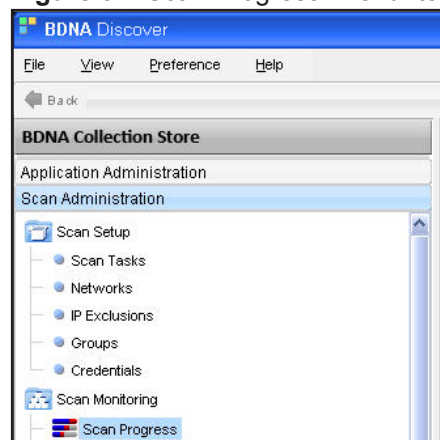 BDNA Discover
File View Preference Help
Back
BDNA Collection Store
Application Administration
Scan Administration
Scan Setup
Scan Tasks
Networks
IP Exclusions
Groups
Credentials
Scan Monitoring
Scan Progress